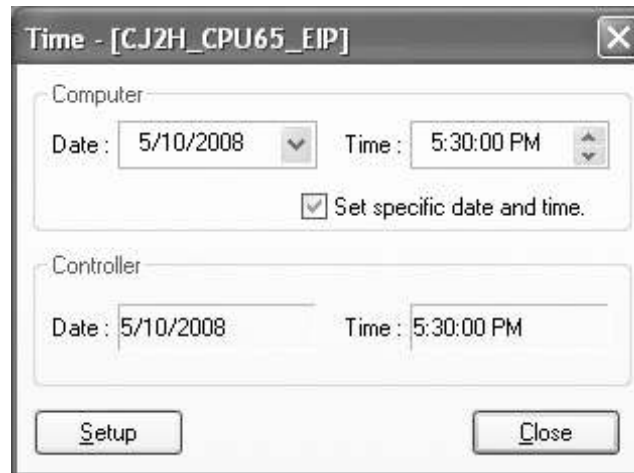 Time - [CJ2H_CPU65_EIP]
Computer
Date : 5/10/2008 Time : 5:30:00 PM
Set specific date and time.
Controller
Date : 5/10/2008 Time : 5:30:00 PM
Setup Close